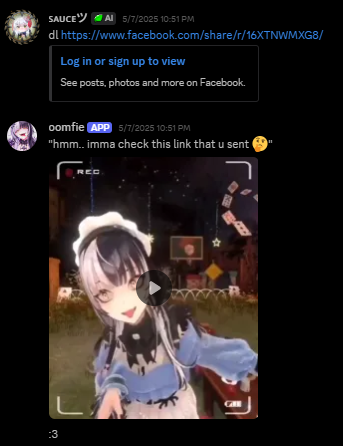 SAUCEツ AI 5/7/2025 10:51 PM
dl https://www.facebook.com/share/r/16XTNWMXG8/
Log in or sign up to view
See posts, photos and more on Facebook.
oomfie APP 5/7/2025 10:51 PM
"hmm.. imma check this link that u sent 🤔"
REC
:3